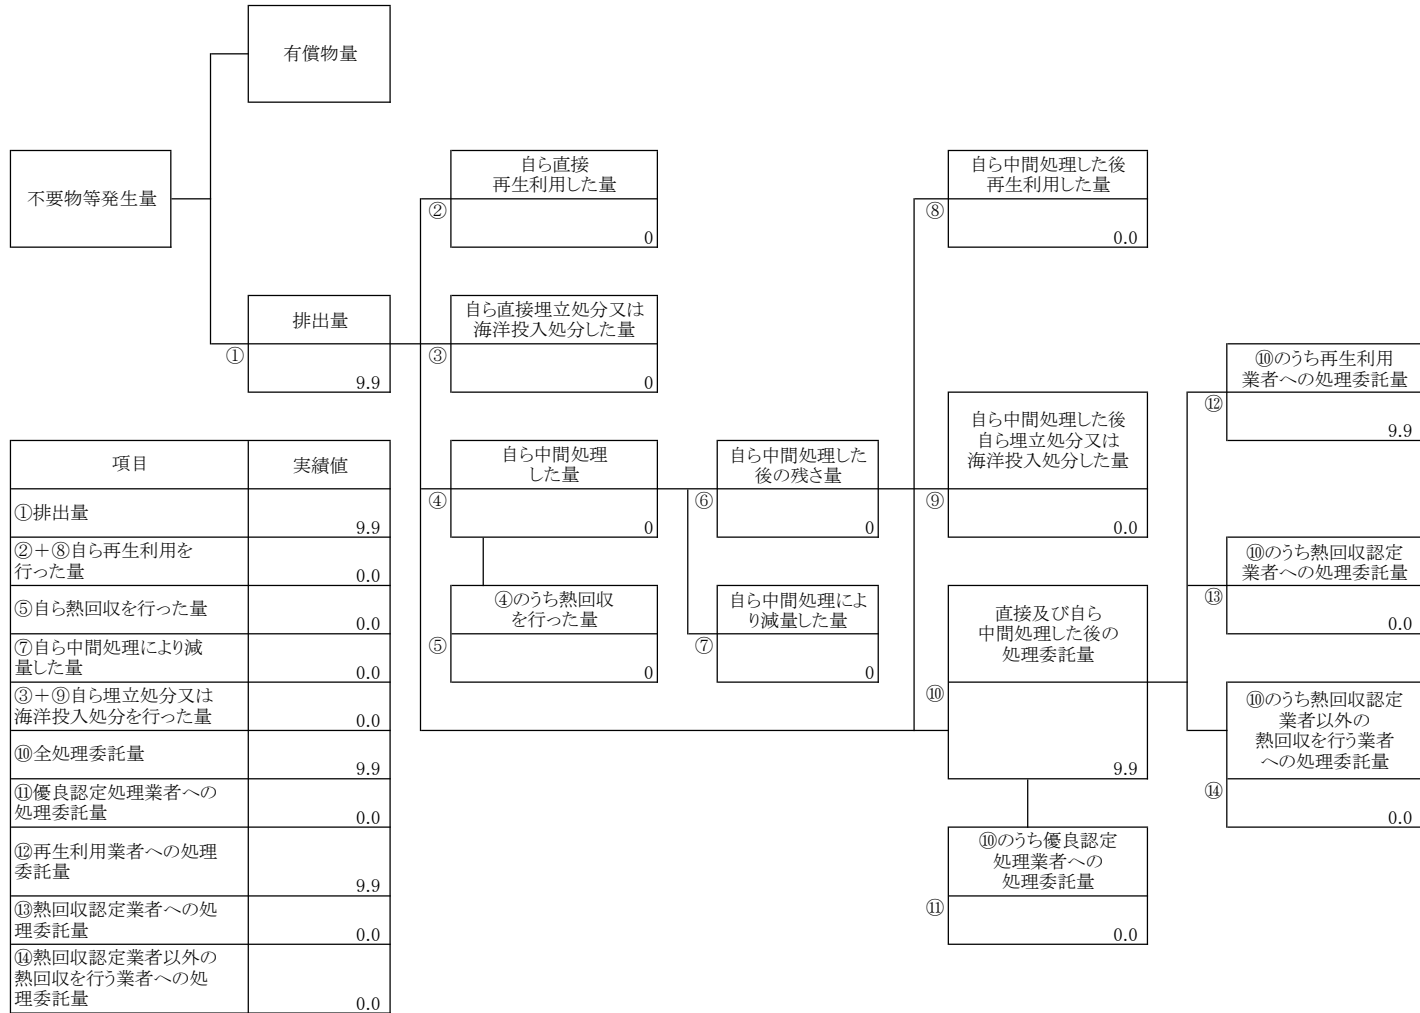 有償物量
不要物等発生量
自ら直接
再生利用した量
②
0
自ら中間処理した後
再生利用した量
⑧
0.0
排出量
①
9.9
自ら直接埋立処分又は
海洋投入処分した量
③
0
⑩のうち再生利用
業者への処理委託量
⑫
9.9
自ら中間処理
した量
④
0
自ら中間処理した
後の残さ量
⑥
0
自ら中間処理した後
自ら埋立処分又は
海洋投入処分した量
⑨
0.0
⑩のうち熱回収認定
業者への処理委託量
⑬
0.0
④のうち熱回収
を行った量
⑤
0
自ら中間処理によ
り減量した量
⑦
0
直接及び自ら
中間処理した後の
処理委託量
⑩
9.9
⑩のうち熱回収認定
業者以外の
熱回収を行う業者
への処理委託量
⑭
0.0
⑩のうち優良認定
処理業者への
処理委託量
⑪
0.0
項目
実績値
①排出量
9.9
②+⑧自ら再生利用を
行った量
0.0
⑤自ら熱回収を行った量
0.0
⑦自ら中間処理により減
量した量
0.0
③+⑨自ら埋立処分又は
海洋投入処分を行った量
0.0
⑩全処理委託量
9.9
⑪優良認定処理業者への
処理委託量
0.0
⑫再生利用業者への処理
委託量
9.9
⑬熱回収認定業者への処
理委託量
0.0
⑭熱回収認定業者以外の
熱回収を行う業者への処
理委託量
0.0